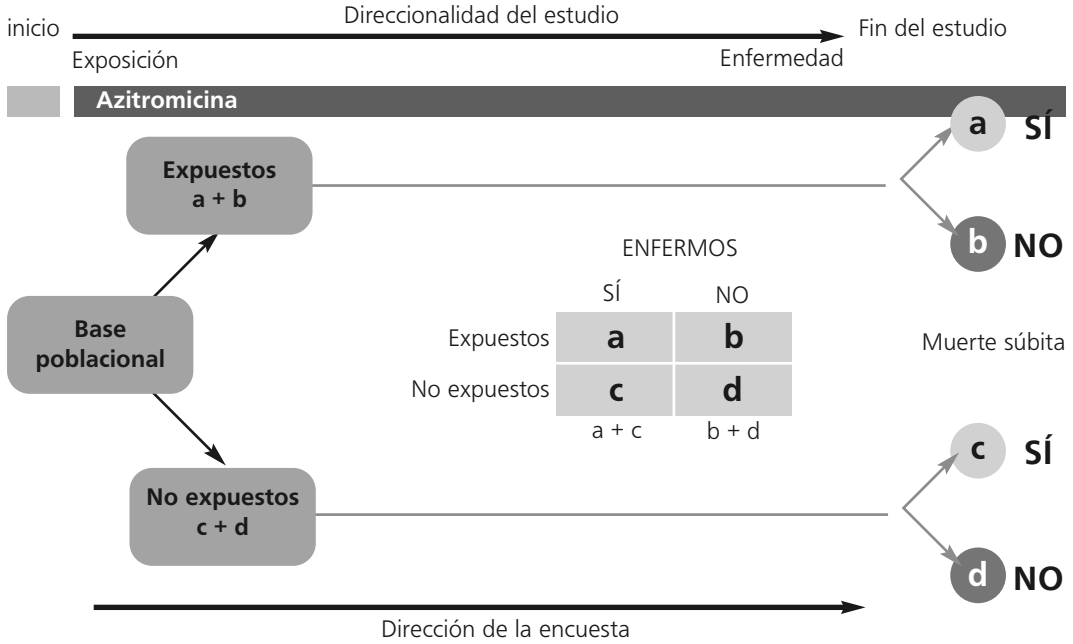 Direccionalidad del estudio
inicio
Fin del estudio
Exposición
Enfermedad
Azitromicina
a SÍ
Expuestos
a + b
b NO
ENFERMOS
SÍ NO
Base
poblacional
Expuestos a b
Muerte súbita
No expuestos c d
a + c b + d
c SÍ
No expuestos
c + d
d NO
Dirección de la encuesta